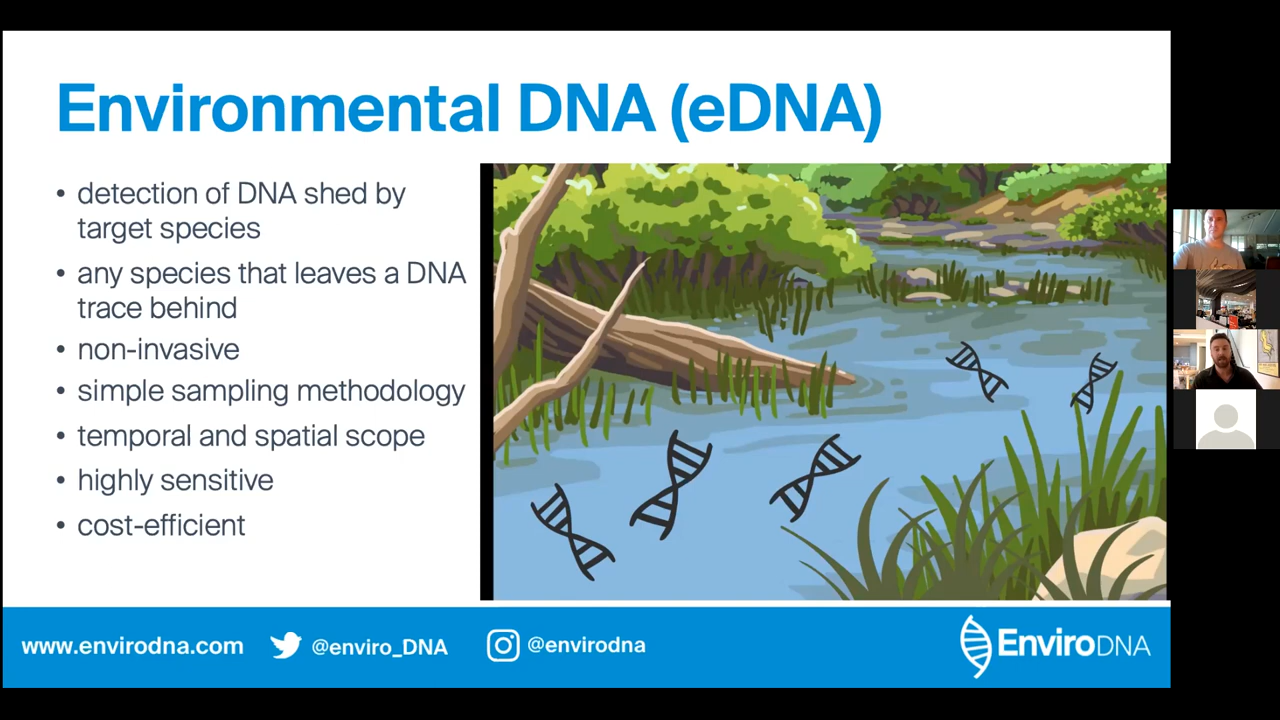 Environmental DNA (eDNA)
• detection of DNA shed by
target species
• any species that leaves a DNA
trace behind
• non-invasive
• simple sampling methodology
• temporal and spatial scope
• highly sensitive
• cost-efficient
www.envirodna.com
@enviro_DNA
@envirodna
EnviroDNA